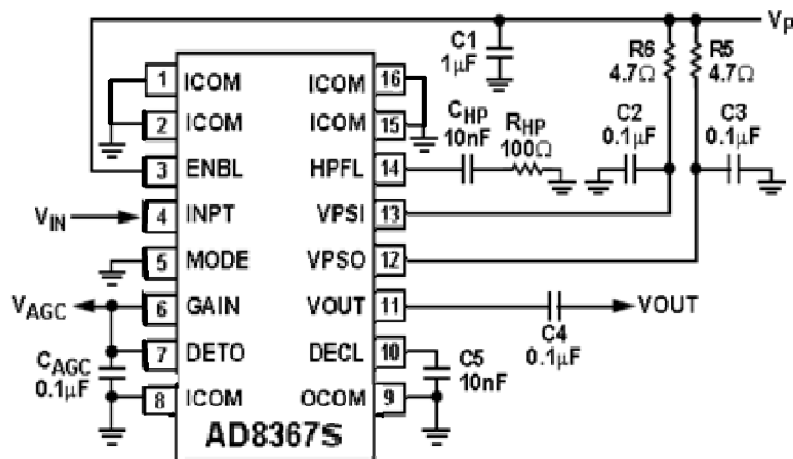 VP
C1
1µF
R6
4.7Ω
R5
4.7Ω
1 ICOM ICOM 16
2 ICOM ICOM 15
CHP
10nF
RHP
100Ω
C2
0.1µF
C3
0.1µF
3 ENBL HPFL 14
VIN 4 INPT VPSI 13
5 MODE VPSO 12
VAGC 6 GAIN VOUT 11 VOUT
C4
0.1µF
7 DETO DECL 10
CAGC
0.1µF
C5
10nF
8 ICOM OCOM 9
AD8367S